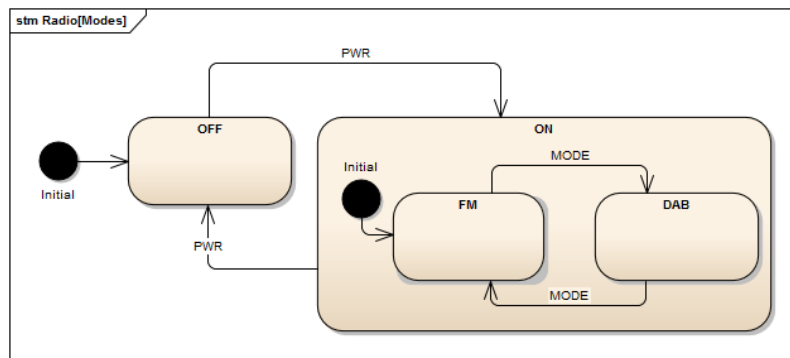 stm Radio[Modes]
PWR
OFF
ON
Initial
MODE
Initial
FM
DAB
PWR
MODE